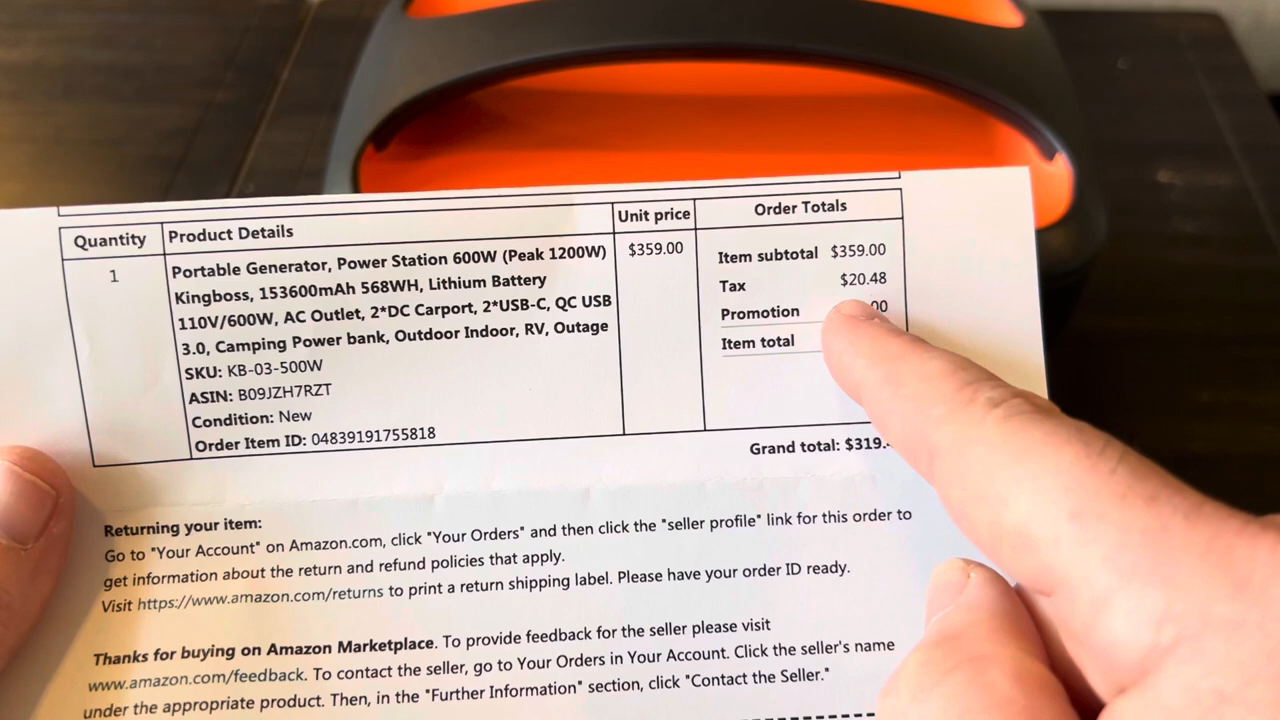 Quantity
Product Details
Unit price
Order Totals
1
Portable Generator, Power Station 600W (Peak 1200W)
Kingboss, 153600mAh 568WH, Lithium Battery
110V/600W, AC Outlet, 2*DC Carport, 2*USB-C, QC USB
3.0, Camping Power bank, Outdoor Indoor, RV, Outage
SKU: KB-03-500W
ASIN: B09JZH7RZT
Condition: New
Order Item ID: 04839191755818
$359.00
Item subtotal $359.00
Tax $20.48
Promotion
Item total
Grand total: $319.
Returning your item:
Go to "Your Account" on Amazon.com, click "Your Orders" and then click the "seller profile" link for this order to
get information about the return and refund policies that apply.
Visit https://www.amazon.com/returns to print a return shipping label. Please have your order ID ready.
Thanks for buying on Amazon Marketplace. To provide feedback for the seller please visit
www.amazon.com/feedback. To contact the seller, go to Your Orders in Your Account. Click the seller's name
under the appropriate product. Then, in the "Further Information" section, click "Contact the Seller."